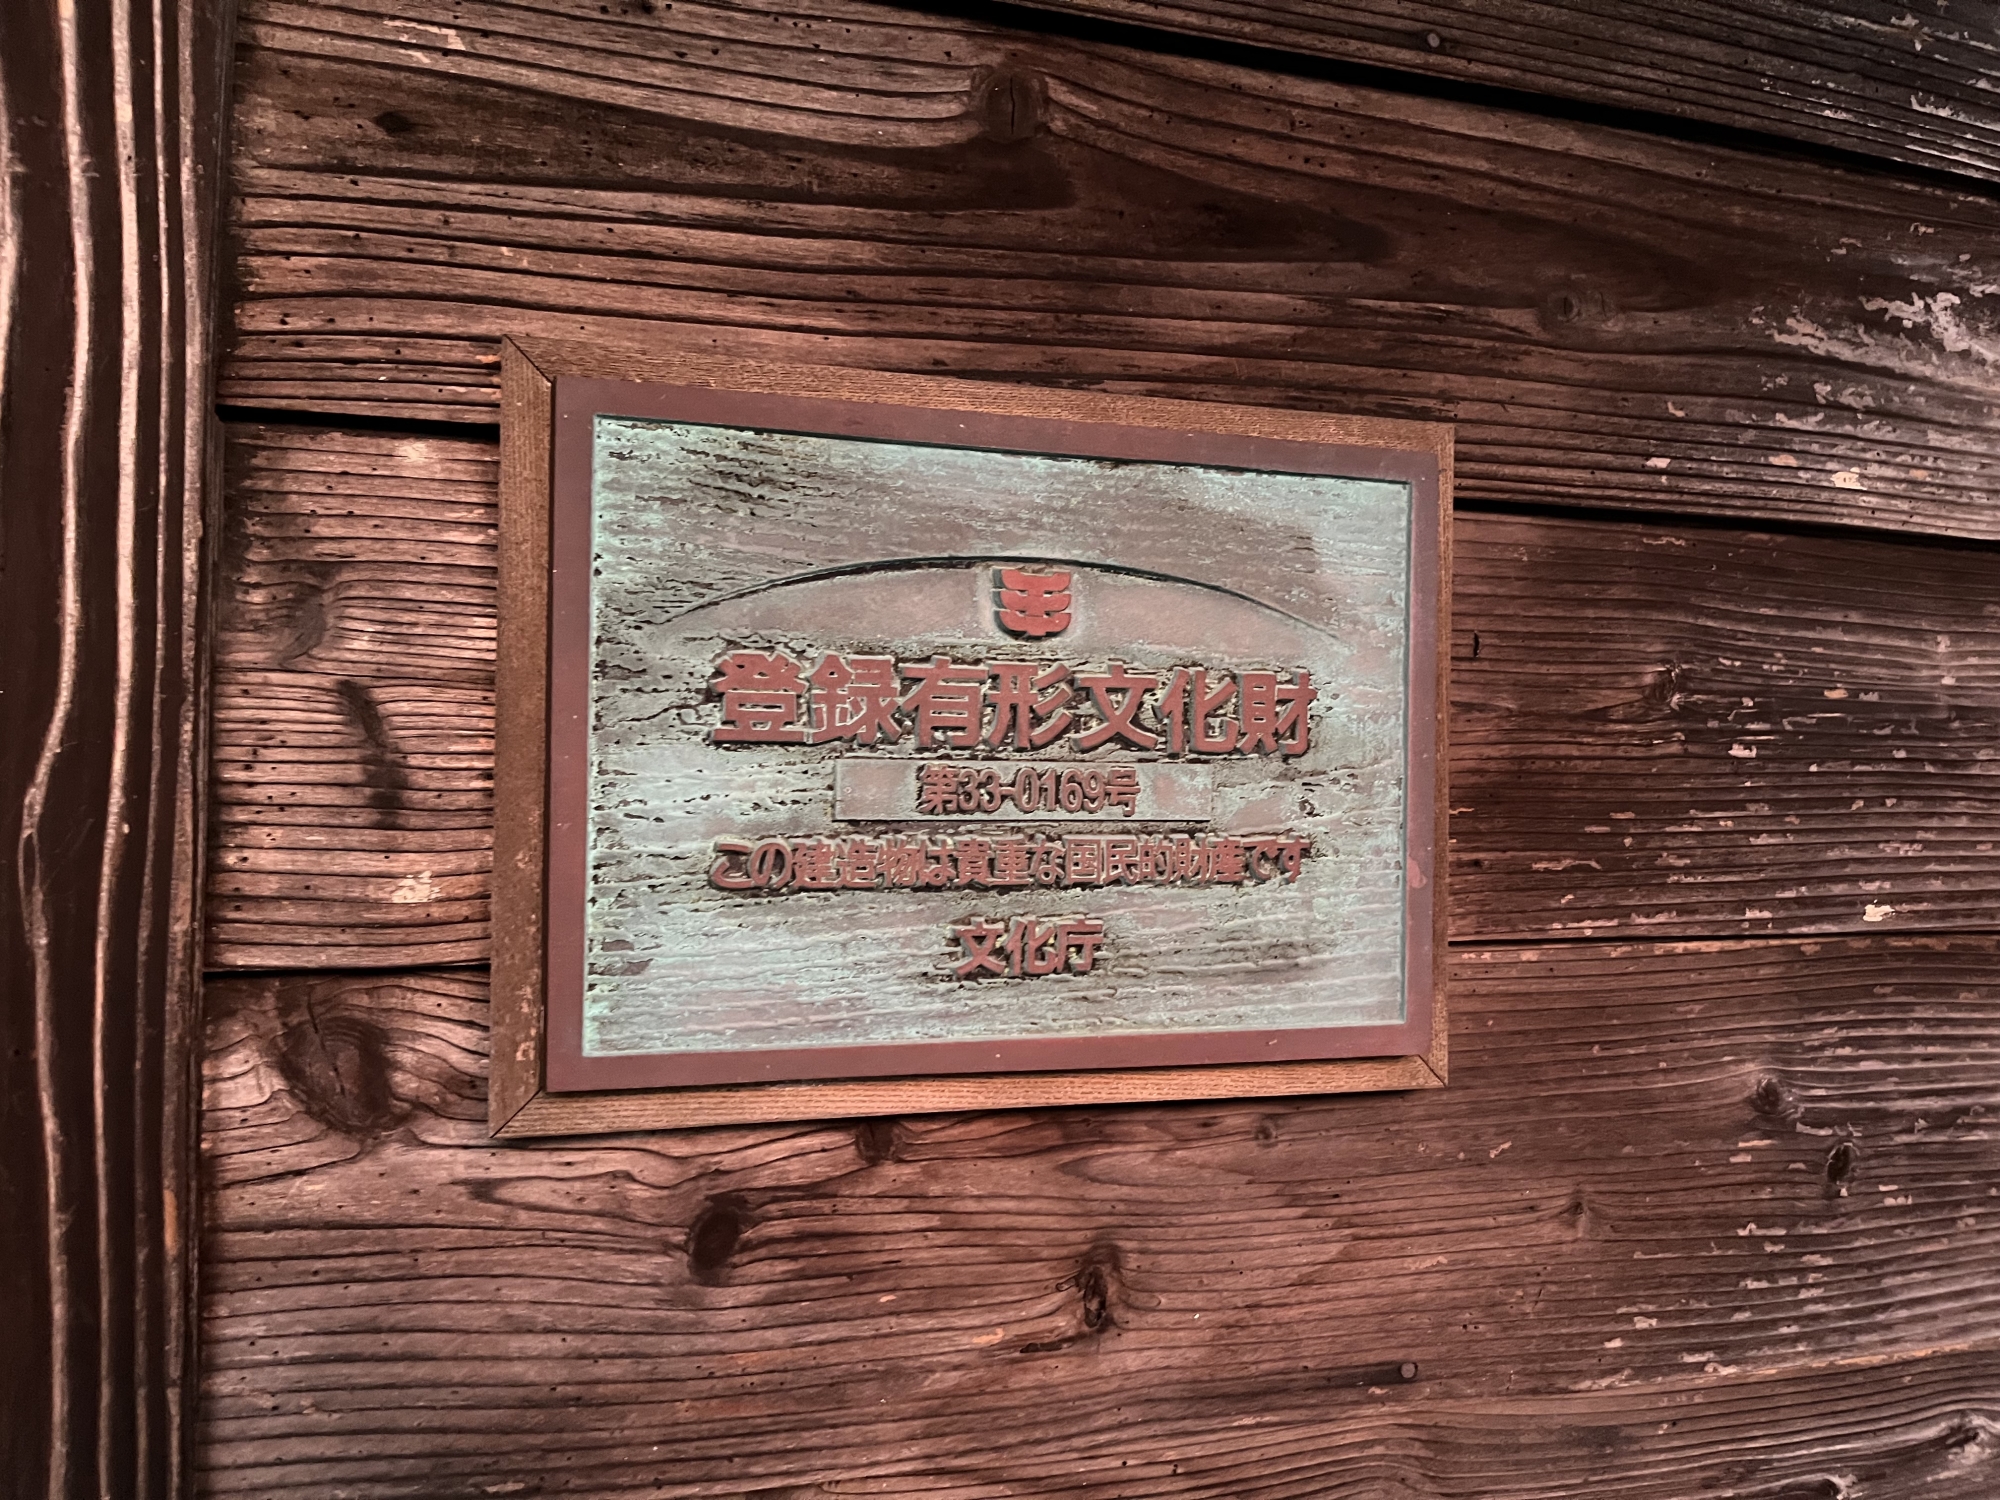 登録有形文化財
第33-0169号
この建造物は貴重な国民的財産です
文化庁